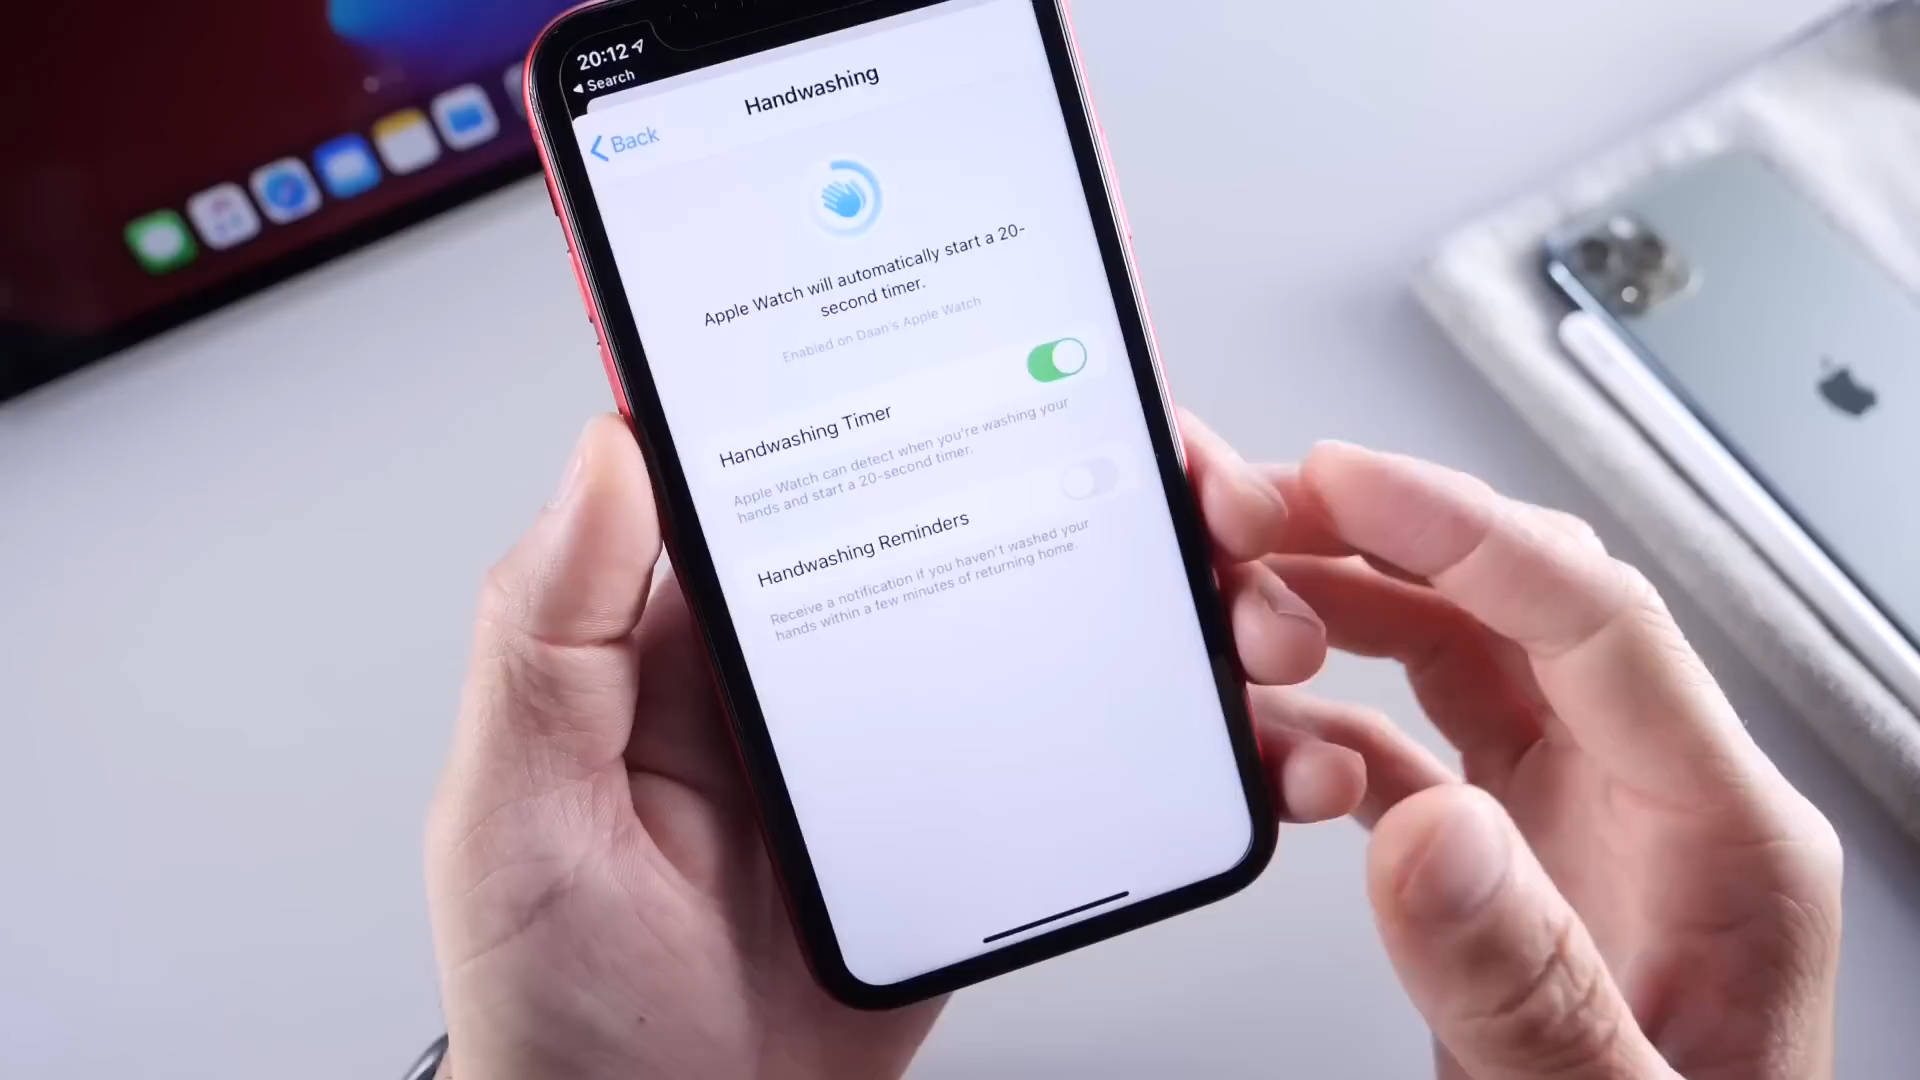 20:12
Search
Handwashing
Back
Apple Watch will automatically start a 20-
second timer.
Enabled on Daan's Apple Watch
Handwashing Timer
Apple Watch can detect when you're washing your
hands and start a 20-second timer.
Handwashing Reminders
Receive a notification if you haven't washed your
hands within a few minutes of returning home.